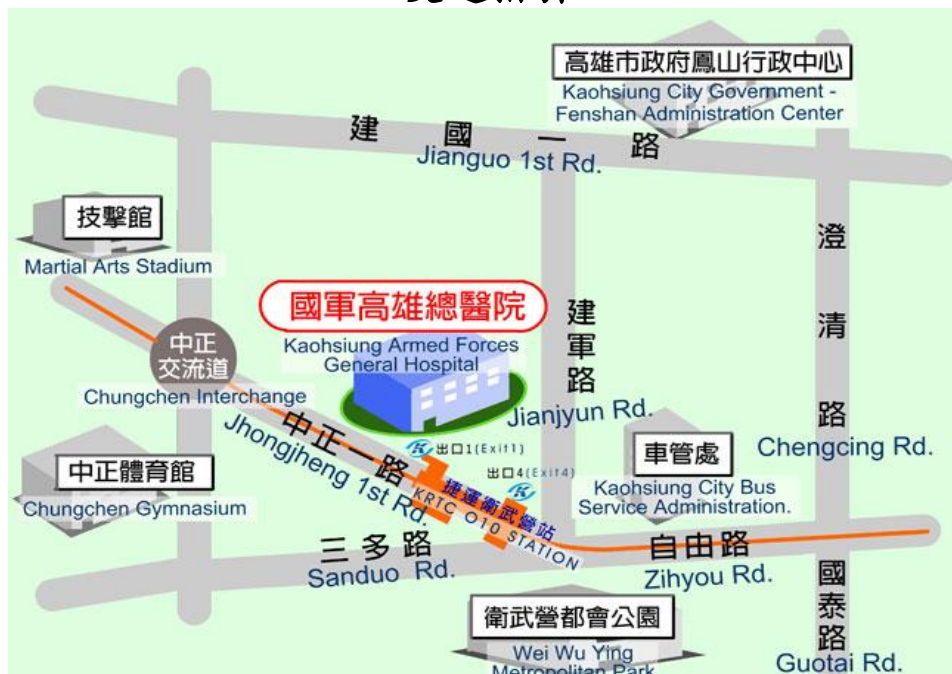 高雄市政府鳳山行政中心
Kaohsiung City Government -
Fenshan Administration Center
建國一路
Jianguo 1st Rd.
技擊館
Martial Arts Stadium
澄清路
Chengcing Rd.
國軍高雄總醫院
Kaohsiung Armed Forces
General Hospital
建軍路
Jianjyun Rd.
中正
交流道
Chungchen Interchange
中正一路
Jhongjheng 1st Rd.
出口1(Exit1)
出口4(Exit4)
車管處
Kaohsiung City Bus
Service Administration.
中正體育館
Chungchen Gymnasium
捷運衛武營站
KRTC O10 STATION
三多路
Sanduo Rd.
自由路
Zihyou Rd.
國泰路
Guotai Rd.
衛武營都會公園
Wei Wu Ying
Metropolitan Park